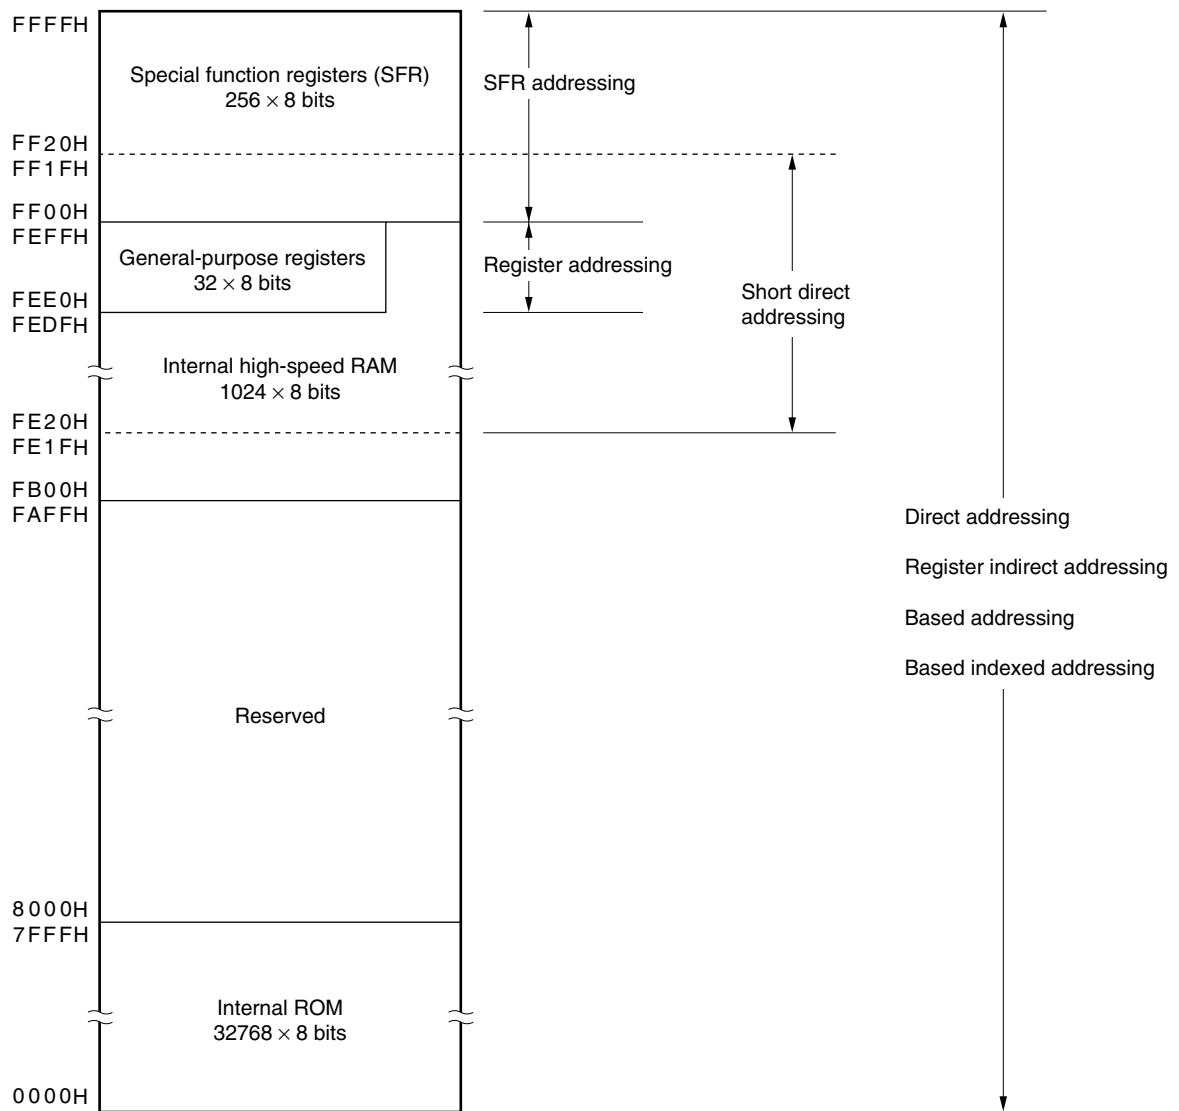 FFFFH
Special function registers (SFR)
256 × 8 bits
SFR addressing
FF20H
FF1FH
FF00H
FEFFH
General-purpose registers
32 × 8 bits
Register addressing
FEE0H
FEDFH
Short direct
addressing
Internal high-speed RAM
1024 × 8 bits
FE20H
FE1FH
FB00H
FAFFH
Direct addressing
Register indirect addressing
Based addressing
Based indexed addressing
Reserved
8000H
7FFFH
Internal ROM
32768 × 8 bits
0000H